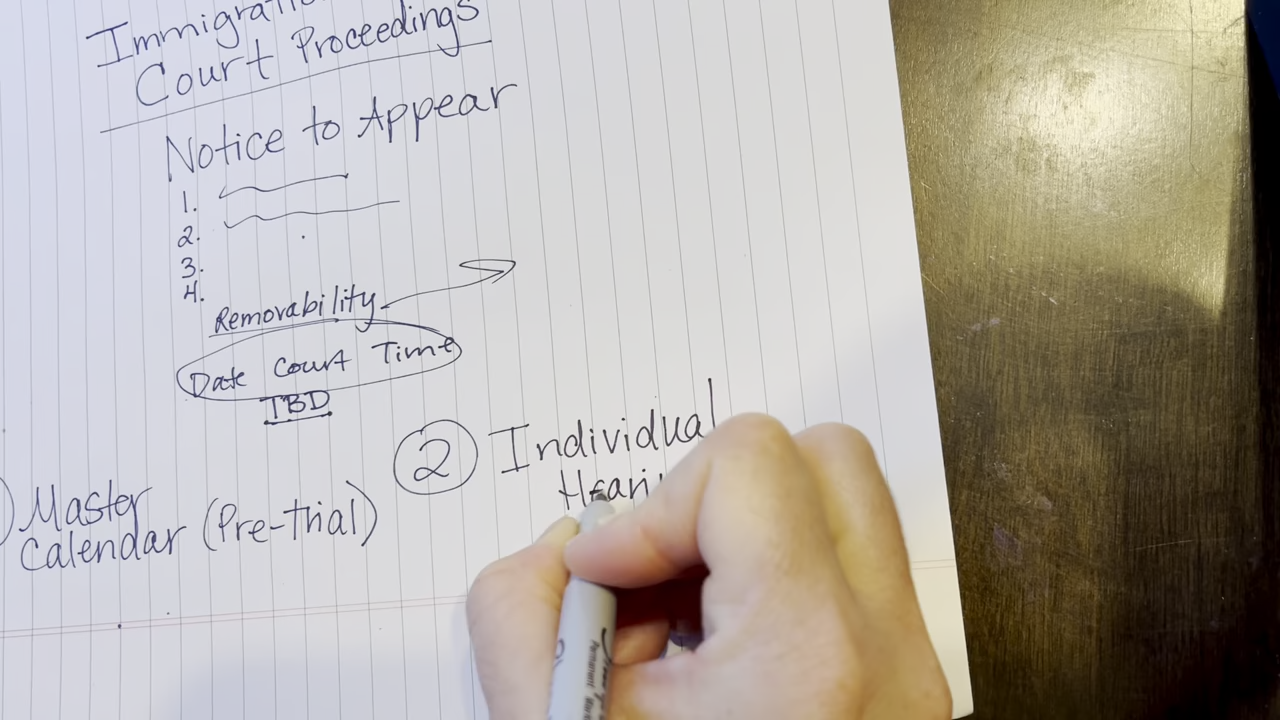 Immigration
Court Proceedings
Notice to Appear
1.
2.
3.
4.
Removability
Date Court Time
TBD
Master
Calendar (Pre-trial)
2 Individual
Permanent